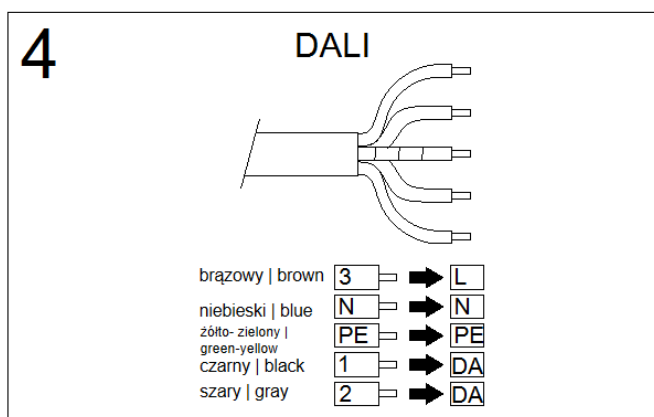 4
DALI
brązowy | brown 3 L
niebieski | blue N N
żółto- zielony |
green-yellow PE PE
czarny | black 1 DA
szary | gray 2 DA